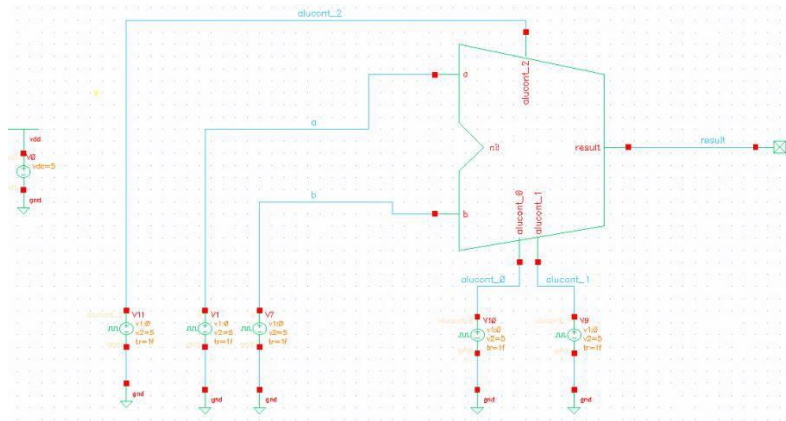 alucont_2
a
alucont_2
a
result
result
vdd
V0
vdc=5
gnd
b
b
alucont_0
alucont_1
alucont_0
alucont_1
V11
v1:0
v2=5
tr=1f
gnd
V1
v1:0
v2=5
tr=1f
gnd
V7
v1:0
v2=5
tr=1f
gnd
V10
v1:0
v2=5
tr=1f
gnd
V9
v1:0
v2=5
tr=1f
gnd